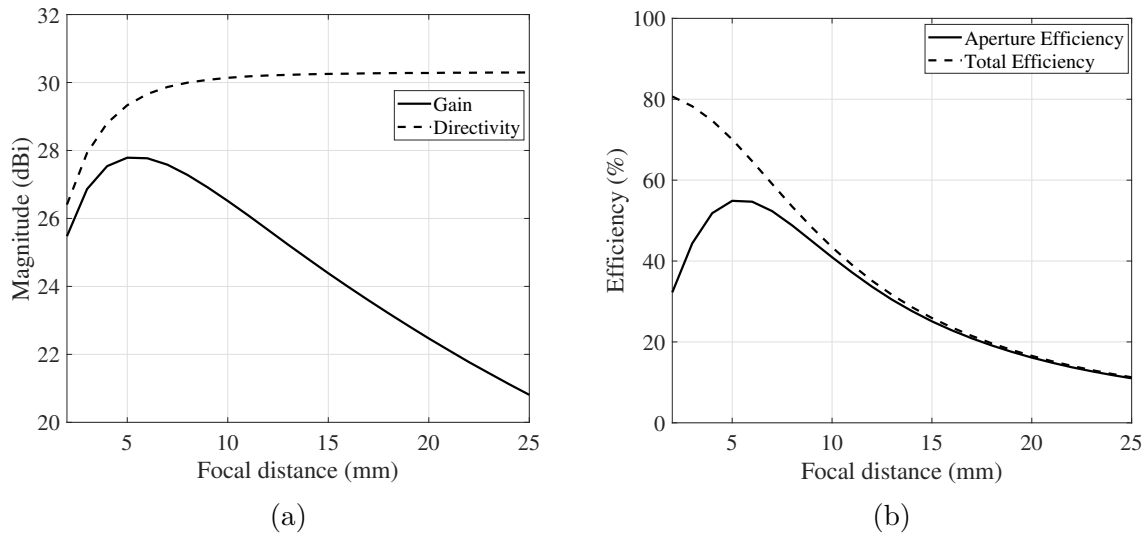 32
30
28
26
24
22
20
Magnitude (dBi)
Gain
Directivity
5
10
15
20
25
Focal distance (mm)
(a)
100
80
60
40
20
0
Efficiency (%)
Aperture Efficiency
Total Efficiency
5
10
15
20
25
Focal distance (mm)
(b)